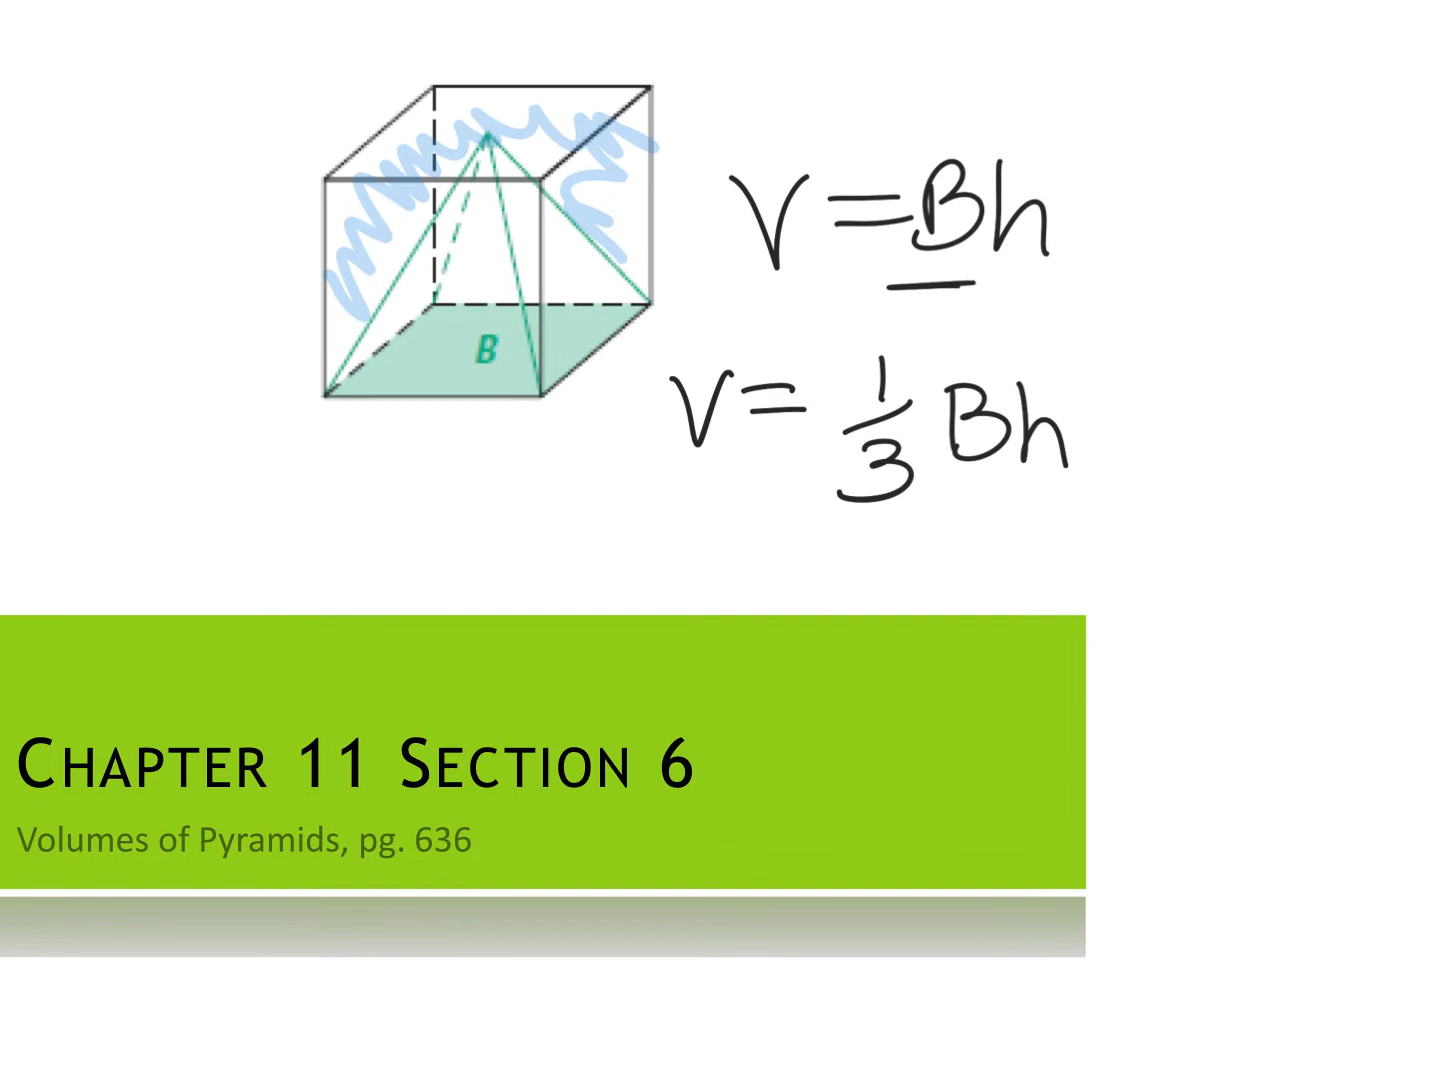 V = Bh
B
V = 1/3 Bh
CHAPTER 11 SECTION 6
Volumes of Pyramids, pg. 636